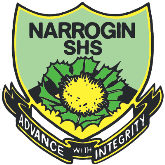 NARROGIN
SHS
ADVANCE WITH INTEGRITY